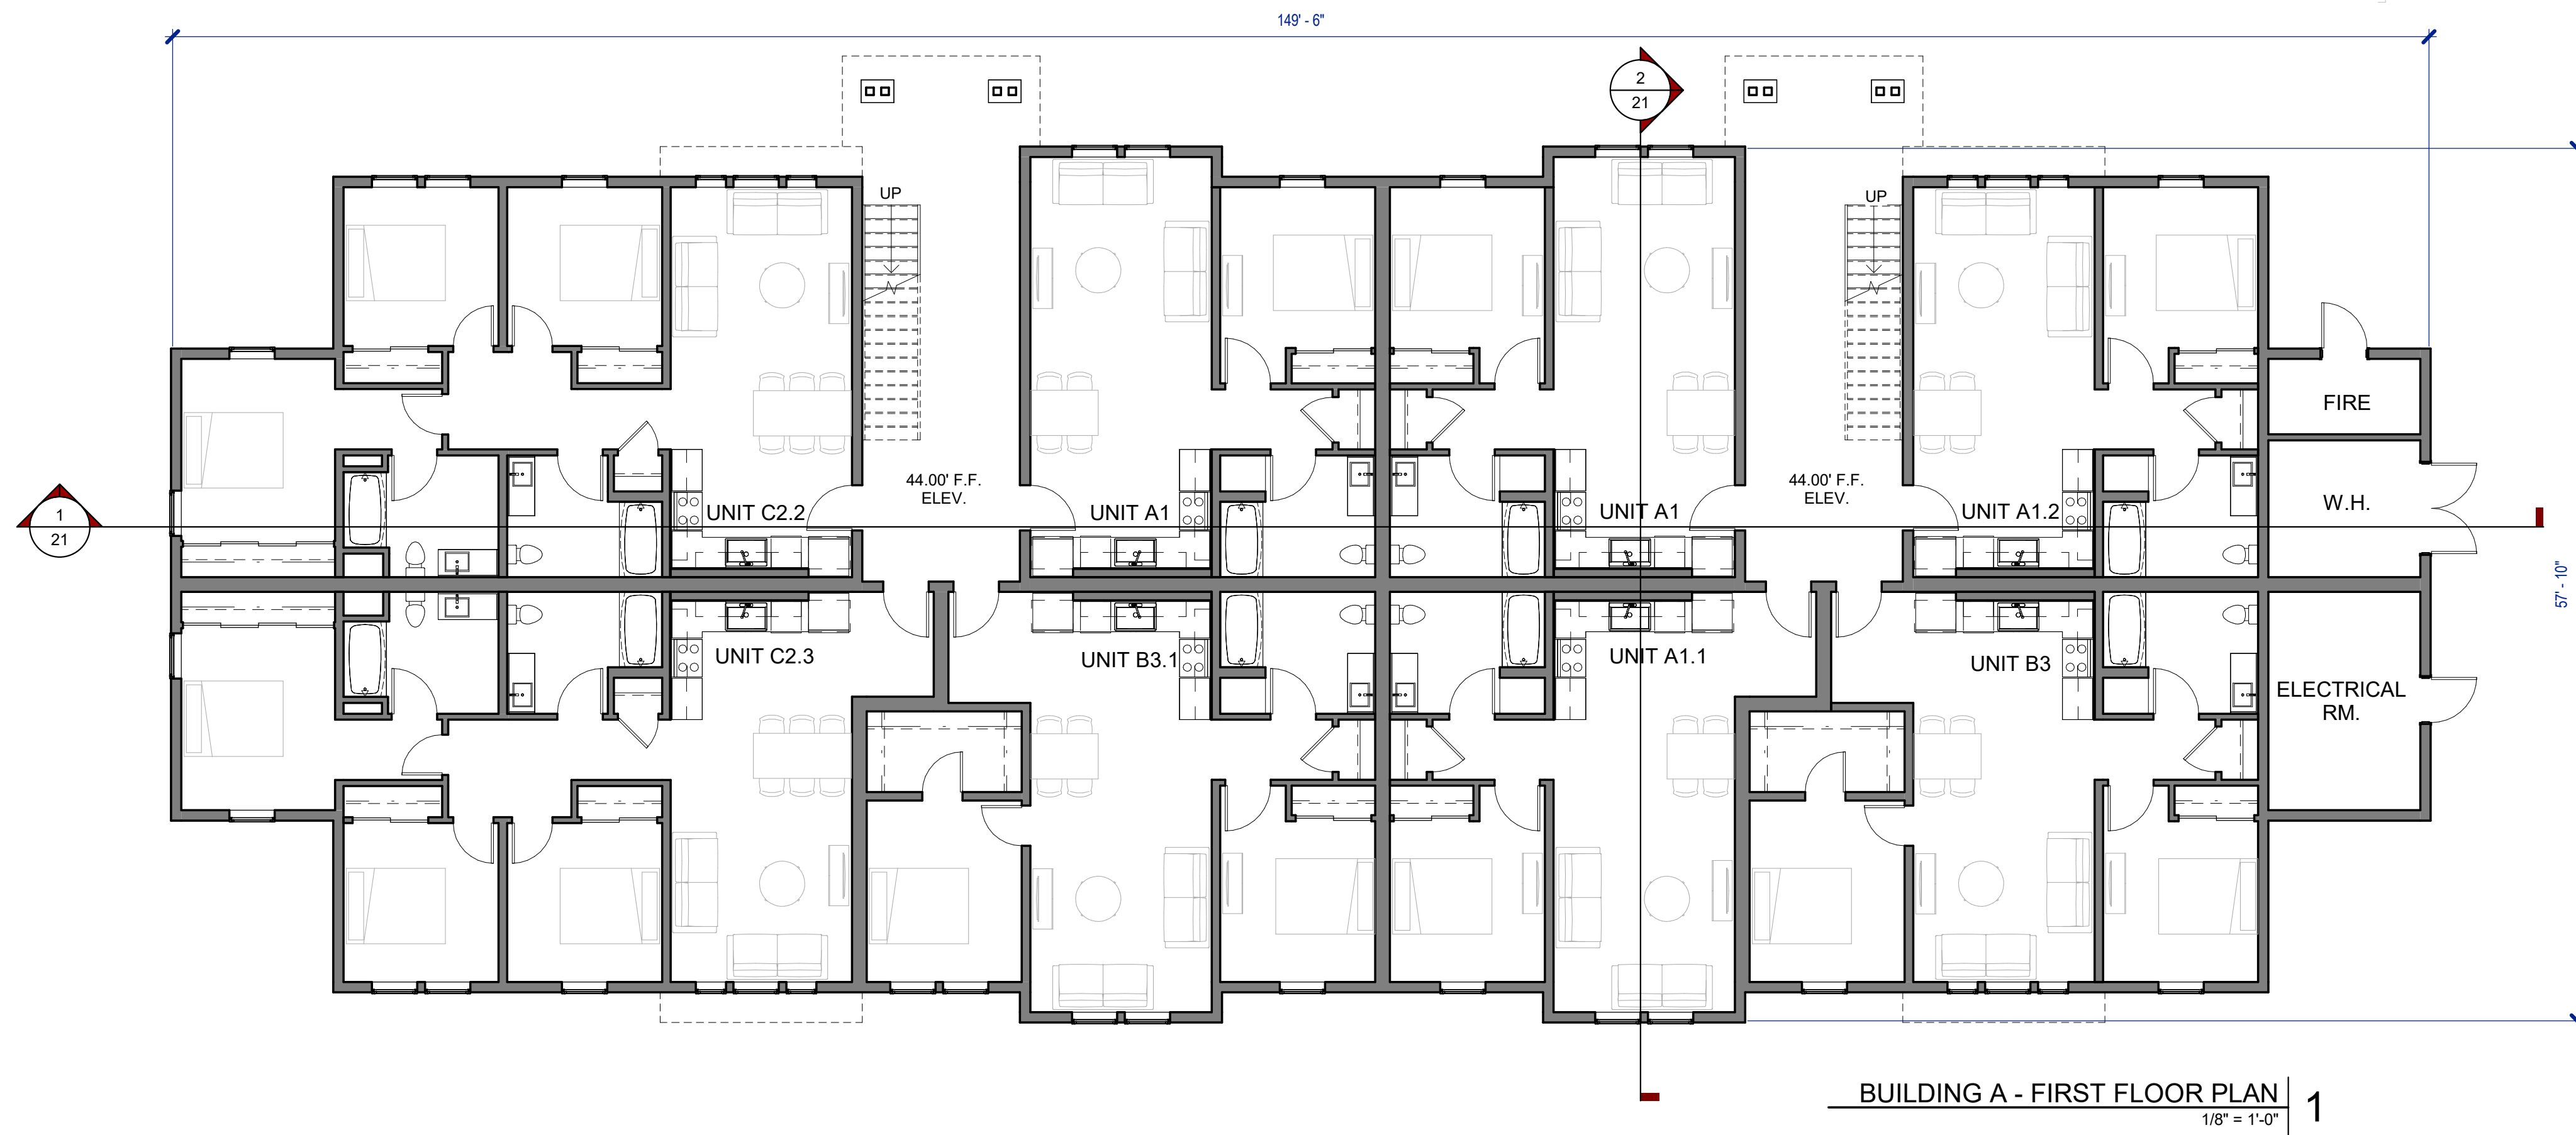 149' - 6"
2
21
UP
UP
FIRE
44.00' F.F.
ELEV.
44.00' F.F.
ELEV.
UNIT C2.2
UNIT A1
UNIT A1
UNIT A1.2
W.H.
1
21
57' - 10"
UNIT C2.3
UNIT B3.1
UNIT A1.1
UNIT B3
ELECTRICAL
RM.
BUILDING A - FIRST FLOOR PLAN
1/8" = 1'-0"
1